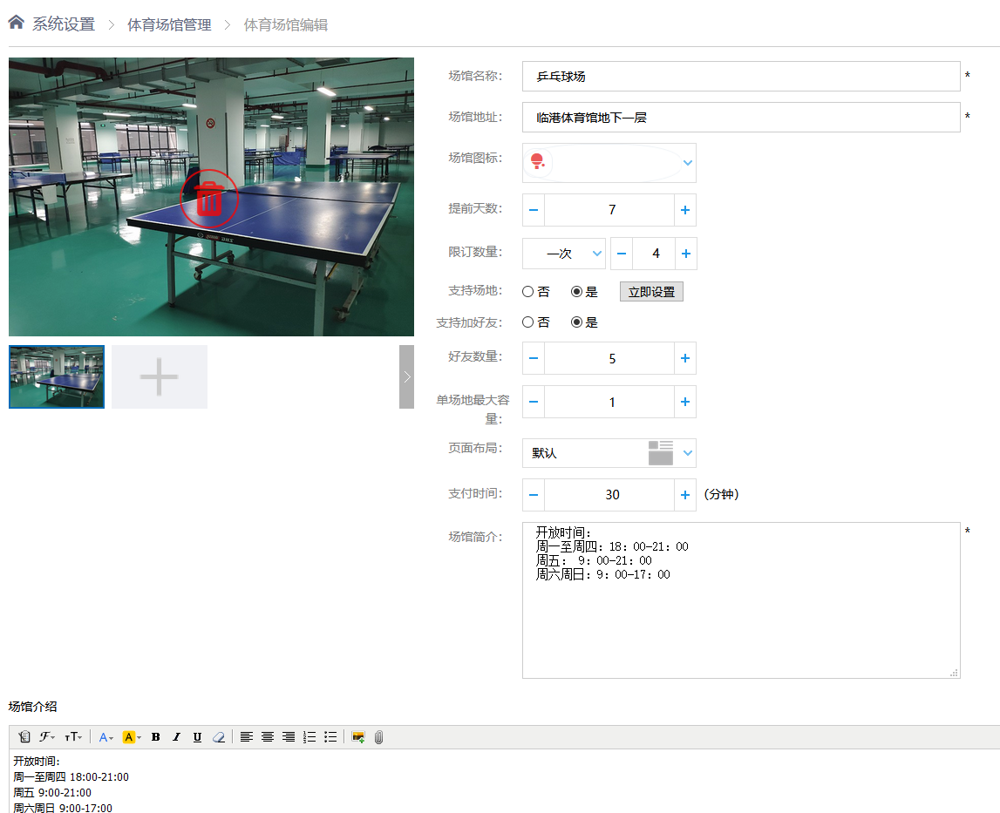 系统设置 > 体育场馆管理 > 体育场馆编辑
场馆名称： 乒乓球场 *
场馆地址： 临港体育馆地下一层 *
场馆图标：
提前天数： − 7 +
限订数量： 一次 − 4 +
支持场地： 否 是 立即设置
支持加好友： 否 是
好友数量： − 5 +
单场地最大容
量： − 1 +
页面布局： 默认
支付时间： − 30 + （分钟）
场馆简介： *
开放时间：
周一至周四：18：00-21：00
周五： 9：00-21：00
周六周日：9：00-17：00
场馆介绍
开放时间：
周一至周四 18:00-21:00
周五 9:00-21:00
周六周日 9:00-17:00